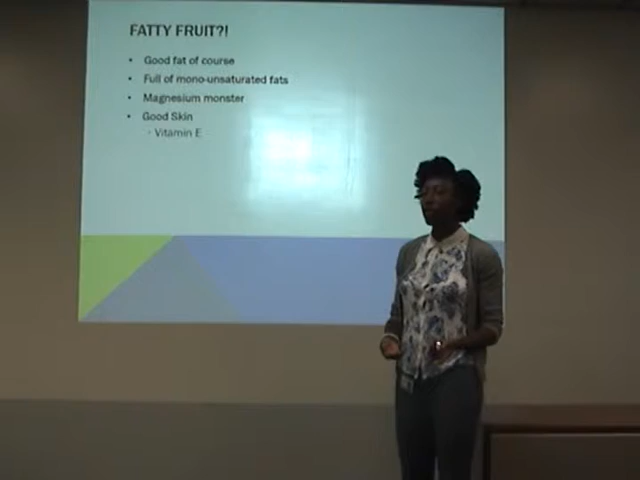 FATTY FRUIT?!
• Good fat of course
• Full of mono-unsaturated fats
• Magnesium monster
• Good Skin
- Vitamin E